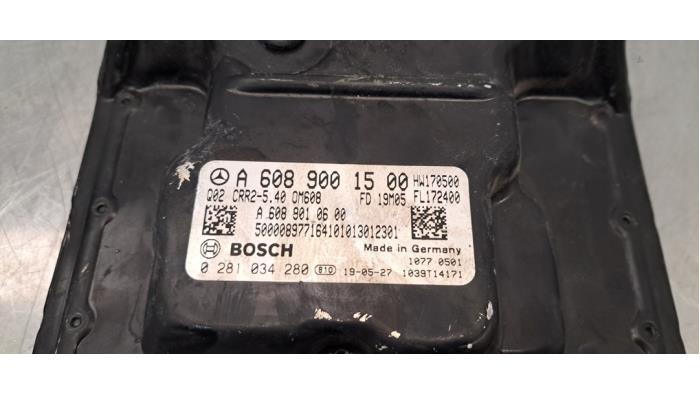 A 608 900 15 00 HW170500
Q02 CRR2-5.40 OM608 FD 19M05 FL172400
A 608 901 06 00
500008977164101013012301
BOSCH Made in Germany
1077 0501
0 281 034 280 810 19-05-27 1039T14171